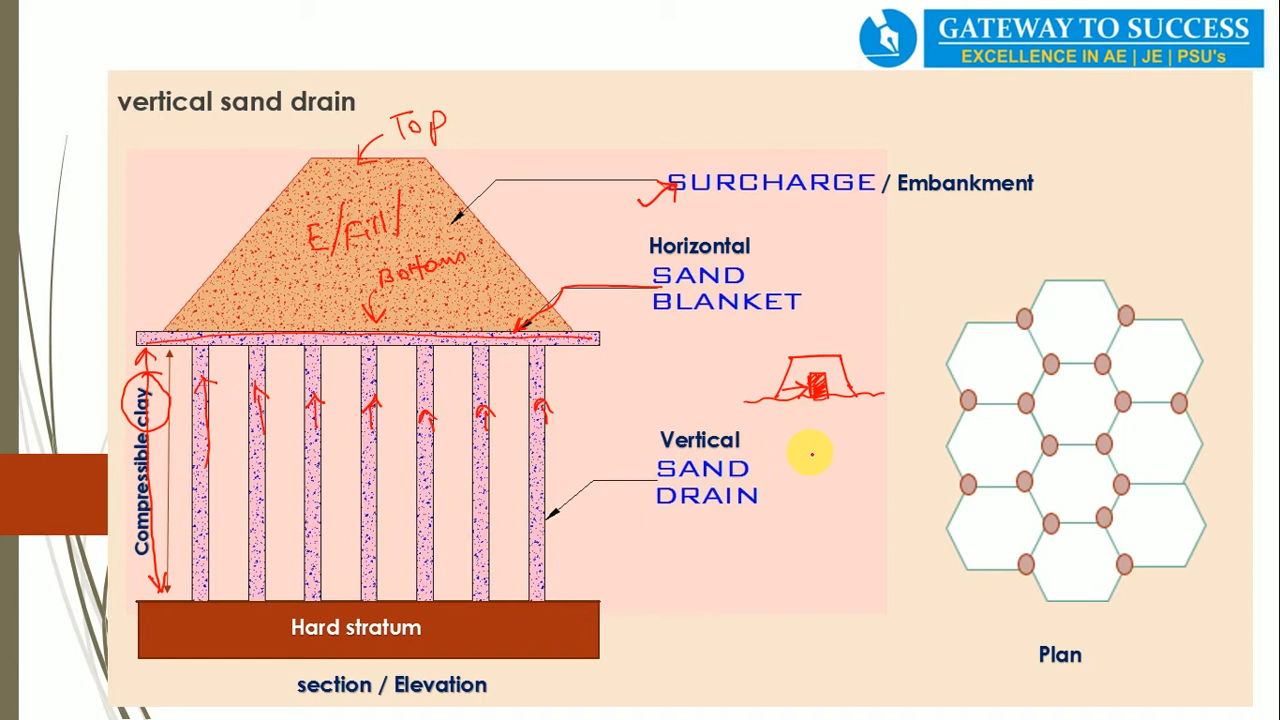 GATEWAY TO SUCCESS
EXCELLENCE IN AE | JE | PSU's
vertical sand drain
Top
SURCHARGE / Embankment
E/Fill/
Bottom
Horizontal
SAND
BLANKET
Compressible clay
Vertical
SAND
DRAIN
Hard stratum
section / Elevation
Plan